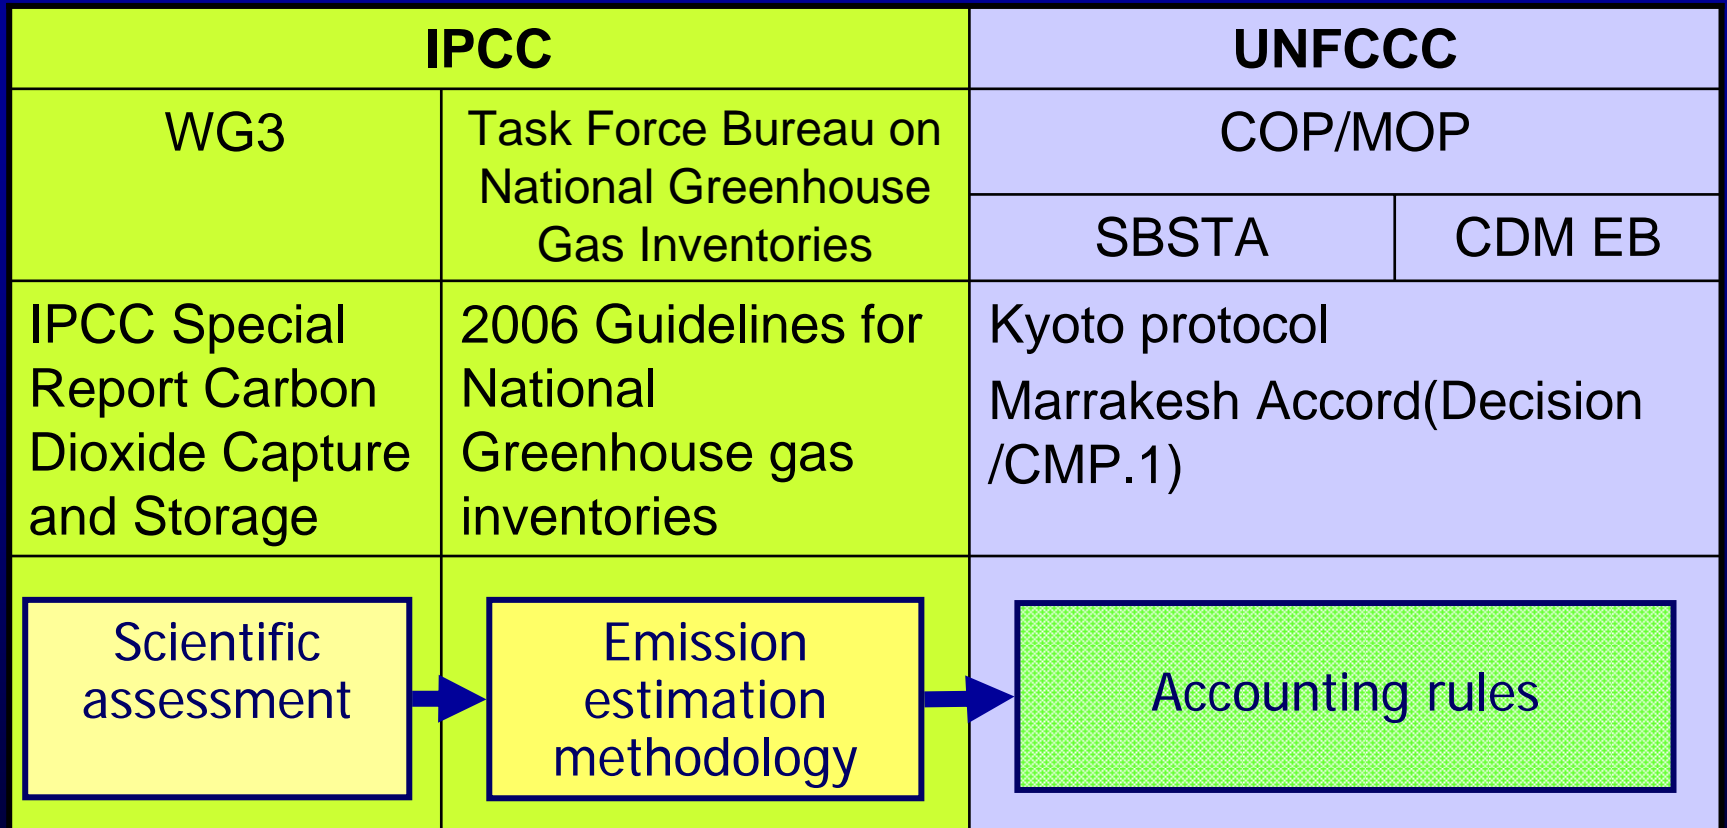 IPCC
UNFCCC
WG3
Task Force Bureau on
National Greenhouse
Gas Inventories
COP/MOP
SBSTA
CDM EB
IPCC Special
Report Carbon
Dioxide Capture
and Storage
2006 Guidelines for
National
Greenhouse gas
inventories
Kyoto protocol
Marrakesh Accord(Decision
/CMP.1)
Scientific
assessment
Emission
estimation
methodology
Accounting rules